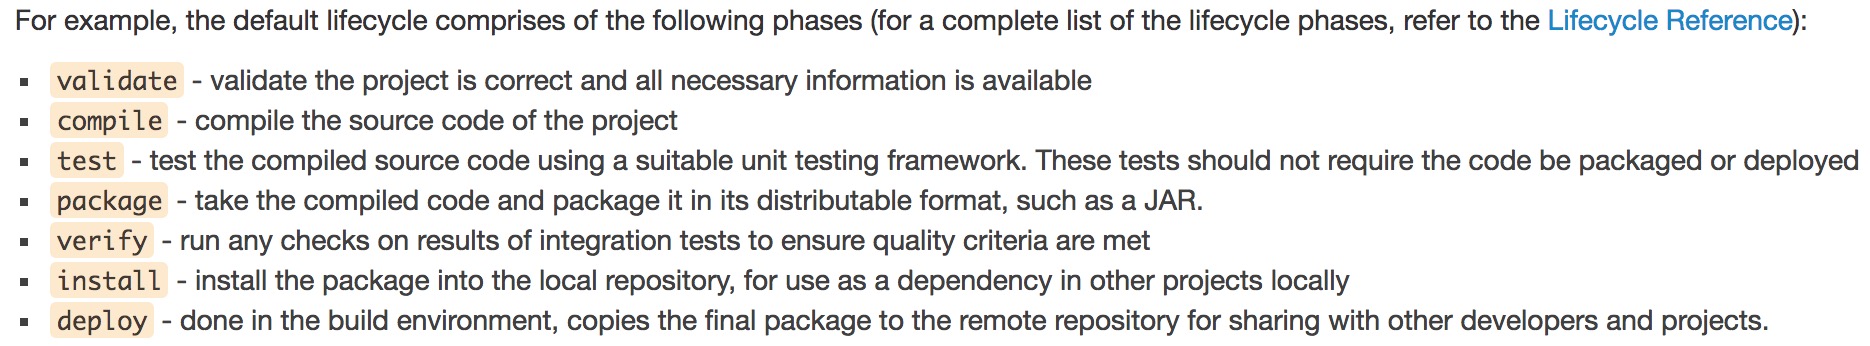 For example, the default lifecycle comprises of the following phases (for a complete list of the lifecycle phases, refer to the Lifecycle Reference):
▪ validate - validate the project is correct and all necessary information is available
▪ compile - compile the source code of the project
▪ test - test the compiled source code using a suitable unit testing framework. These tests should not require the code be packaged or deployed
▪ package - take the compiled code and package it in its distributable format, such as a JAR.
▪ verify - run any checks on results of integration tests to ensure quality criteria are met
▪ install - install the package into the local repository, for use as a dependency in other projects locally
▪ deploy - done in the build environment, copies the final package to the remote repository for sharing with other developers and projects.